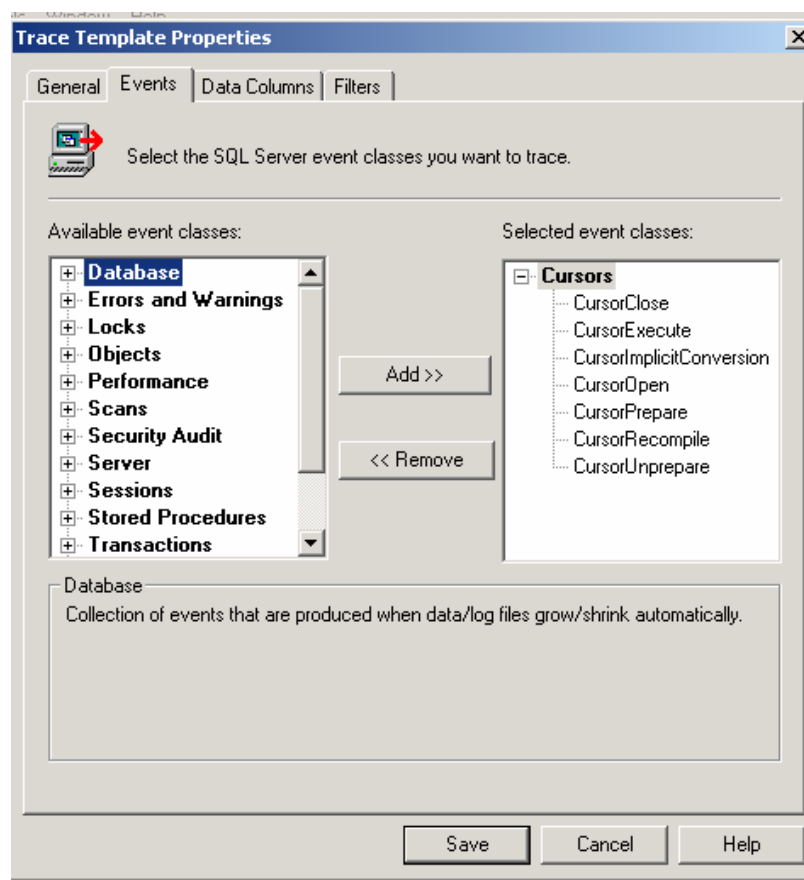 Window Help
Trace Template Properties
General Events Data Columns Filters
Select the SQL Server event classes you want to trace.
Available event classes:
Selected event classes:
Database
Errors and Warnings
Locks
Objects
Performance
Scans
Security Audit
Server
Sessions
Stored Procedures
Transactions
Add >>
<< Remove
Cursors
CursorClose
CursorExecute
CursorImplicitConversion
CursorOpen
CursorPrepare
CursorRecompile
CursorUnprepare
Database
Collection of events that are produced when data/log files grow/shrink automatically.
Save Cancel Help